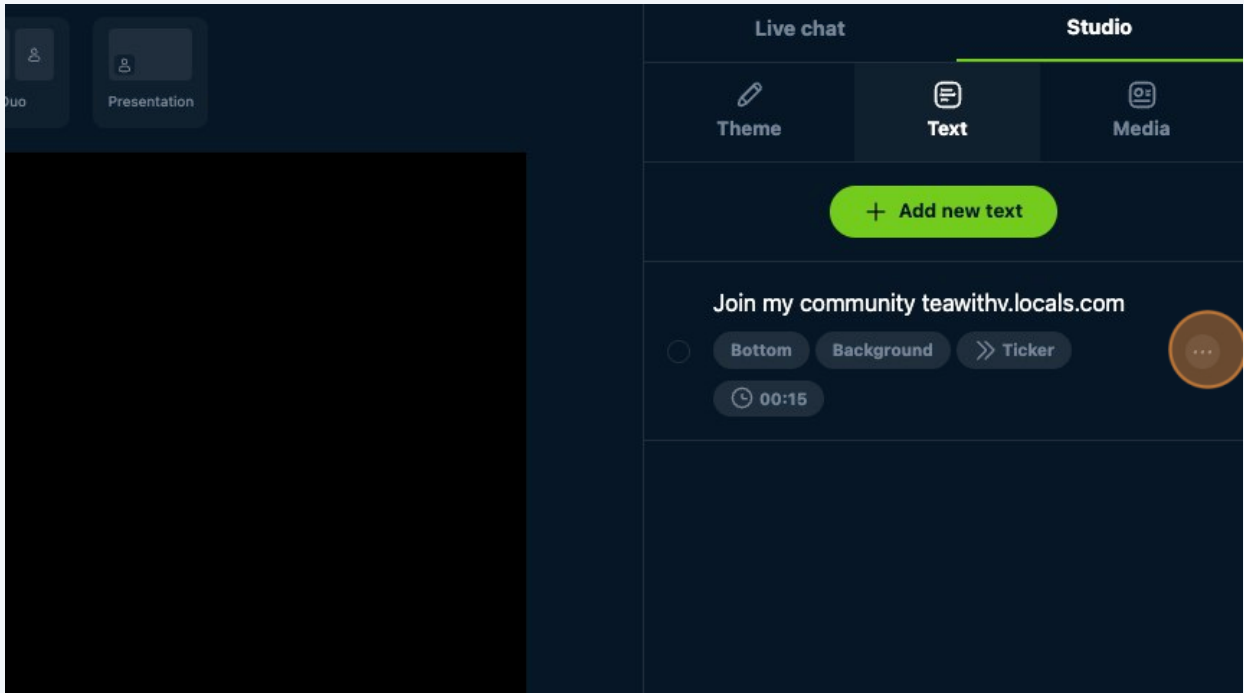 Live chat
Studio
Presentation
Theme
Text
Media
+ Add new text
Join my community teawithv.locals.com
Bottom
Background
Ticker
00:15